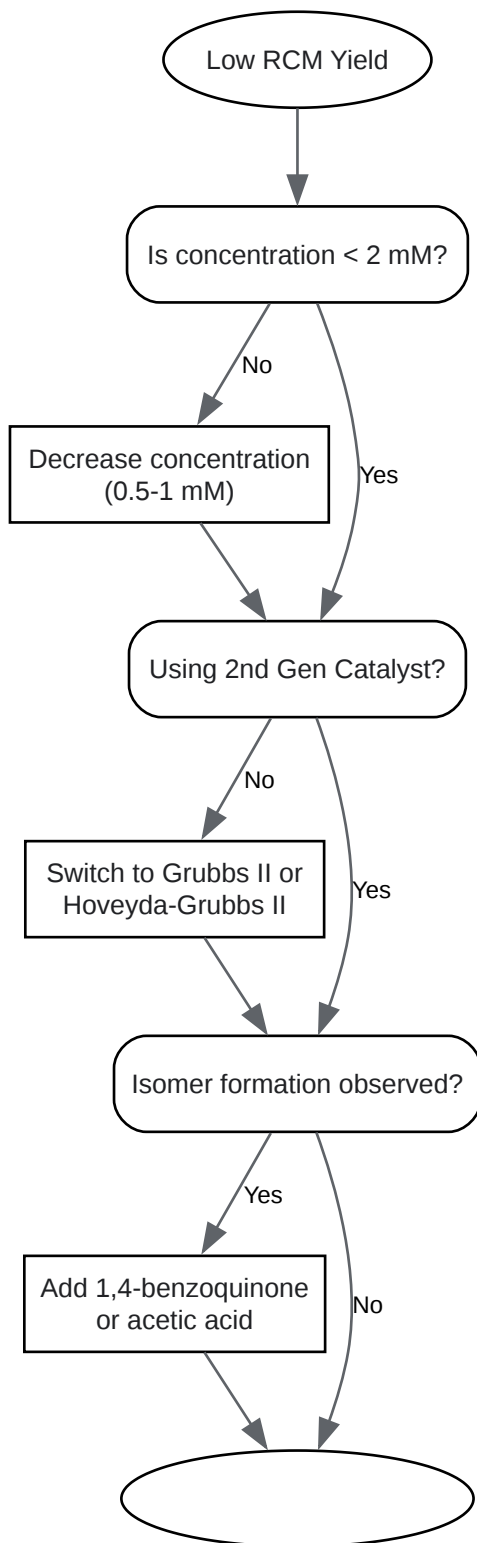 Low RCM Yield
Is concentration < 2 mM?
No
Yes
Decrease concentration
(0.5-1 mM)
Using 2nd Gen Catalyst?
No
Yes
Switch to Grubbs II or
Hoveyda-Grubbs II
Isomer formation observed?
Yes
No
Add 1,4-benzoquinone
or acetic acid